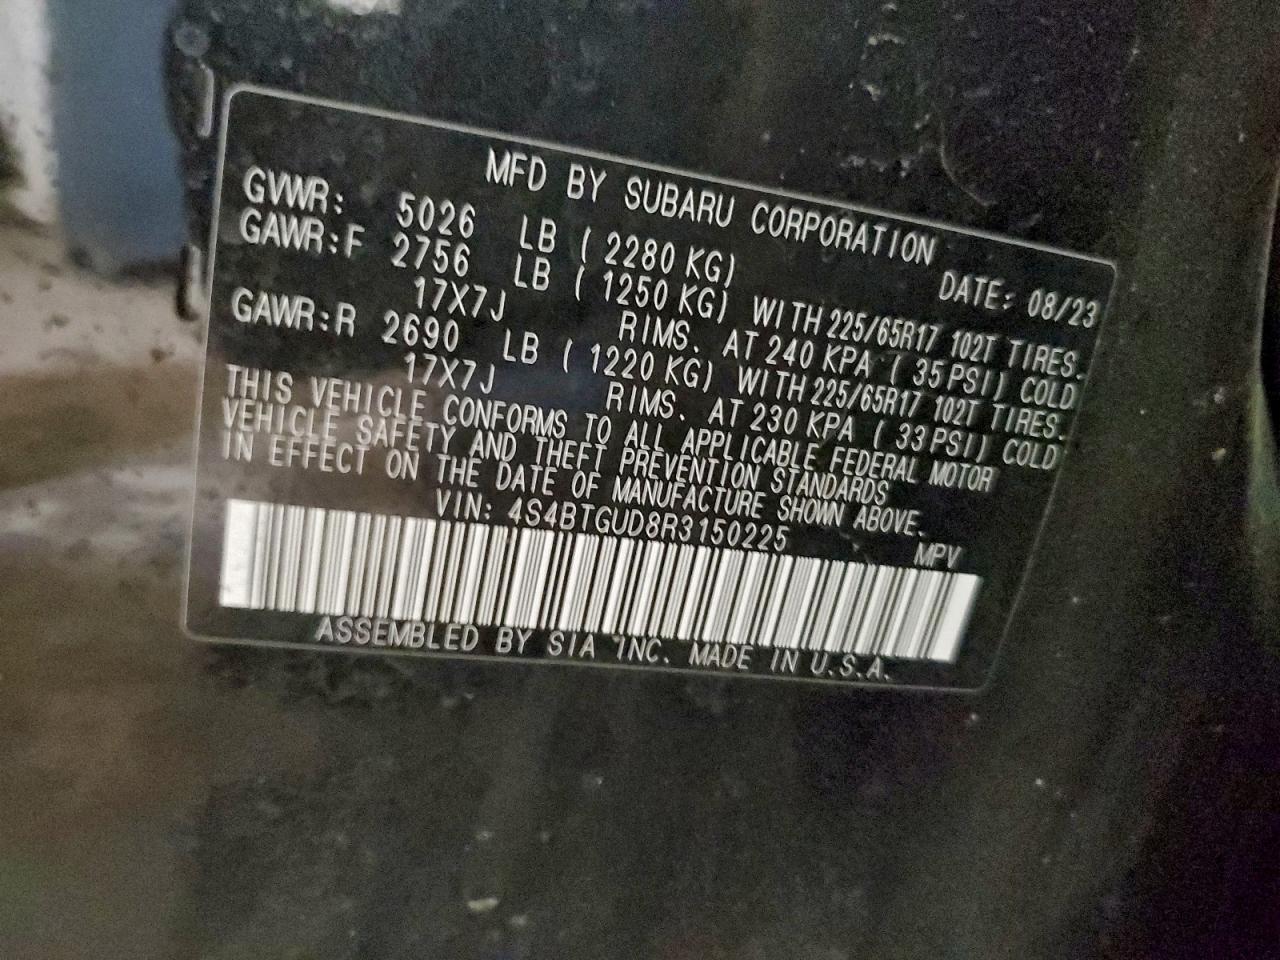 MFD BY SUBARU CORPORATION DATE: 08/23
GVWR: 5026 LB ( 2280 KG)
GAWR:F 2756 LB ( 1250 KG) WITH 225/65R17 102T TIRES.
17X7J RIMS. AT 240 KPA ( 35PSI) COLD
GAWR:R 2690 LB ( 1220 KG) WITH 225/65R17 102T TIRES.
17X7J RIMS. AT 230 KPA ( 33PSI) COLD
THIS VEHICLE CONFORMS TO ALL APPLICABLE FEDERAL MOTOR
VEHICLE SAFETY AND THEFT PREVENTION STANDARDS
IN EFFECT ON THE DATE OF MANUFACTURE SHOWN ABOVE.
VIN: 4S4BTGUD8R3150225 MPV
ASSEMBLED BY SIA INC. MADE IN U.S.A.